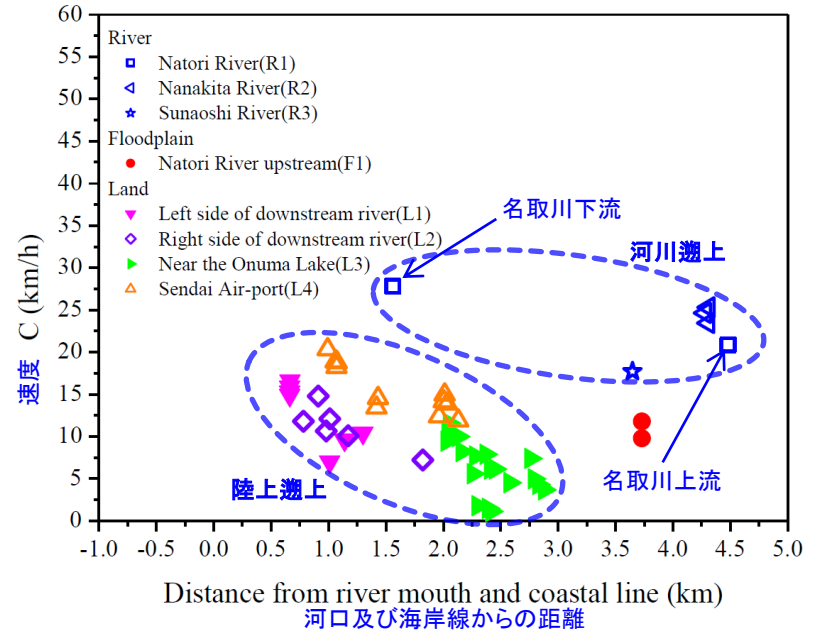 60
55
50
45
40
35
30
25
20
15
10
5
0
速度 C (km/h)
River
Natori River(R1)
Nanakita River(R2)
Sunaoshi River(R3)
Floodplain
Natori River upstream(F1)
Land
Left side of downstream river(L1)
Right side of downstream river(L2)
Near the Onuma Lake(L3)
Sendai Air-port(L4)
名取川下流
河川遡上
陸上遡上
名取川上流
-1.0 -0.5 0.0 0.5 1.0 1.5 2.0 2.5 3.0 3.5 4.0 4.5 5.0
Distance from river mouth and coastal line (km)
河口及び海岸線からの距離